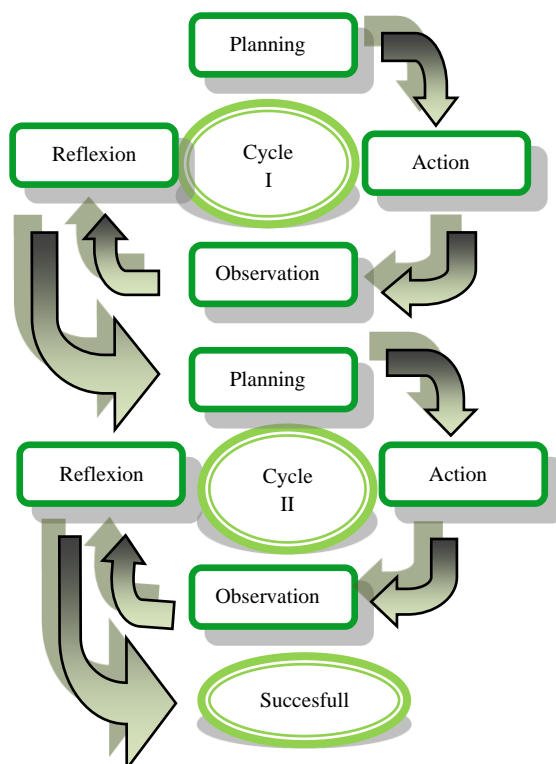 Planning
Reflexion
Cycle
I
Action
Observation
Planning
Reflexion
Cycle
II
Action
Observation
Succesfull